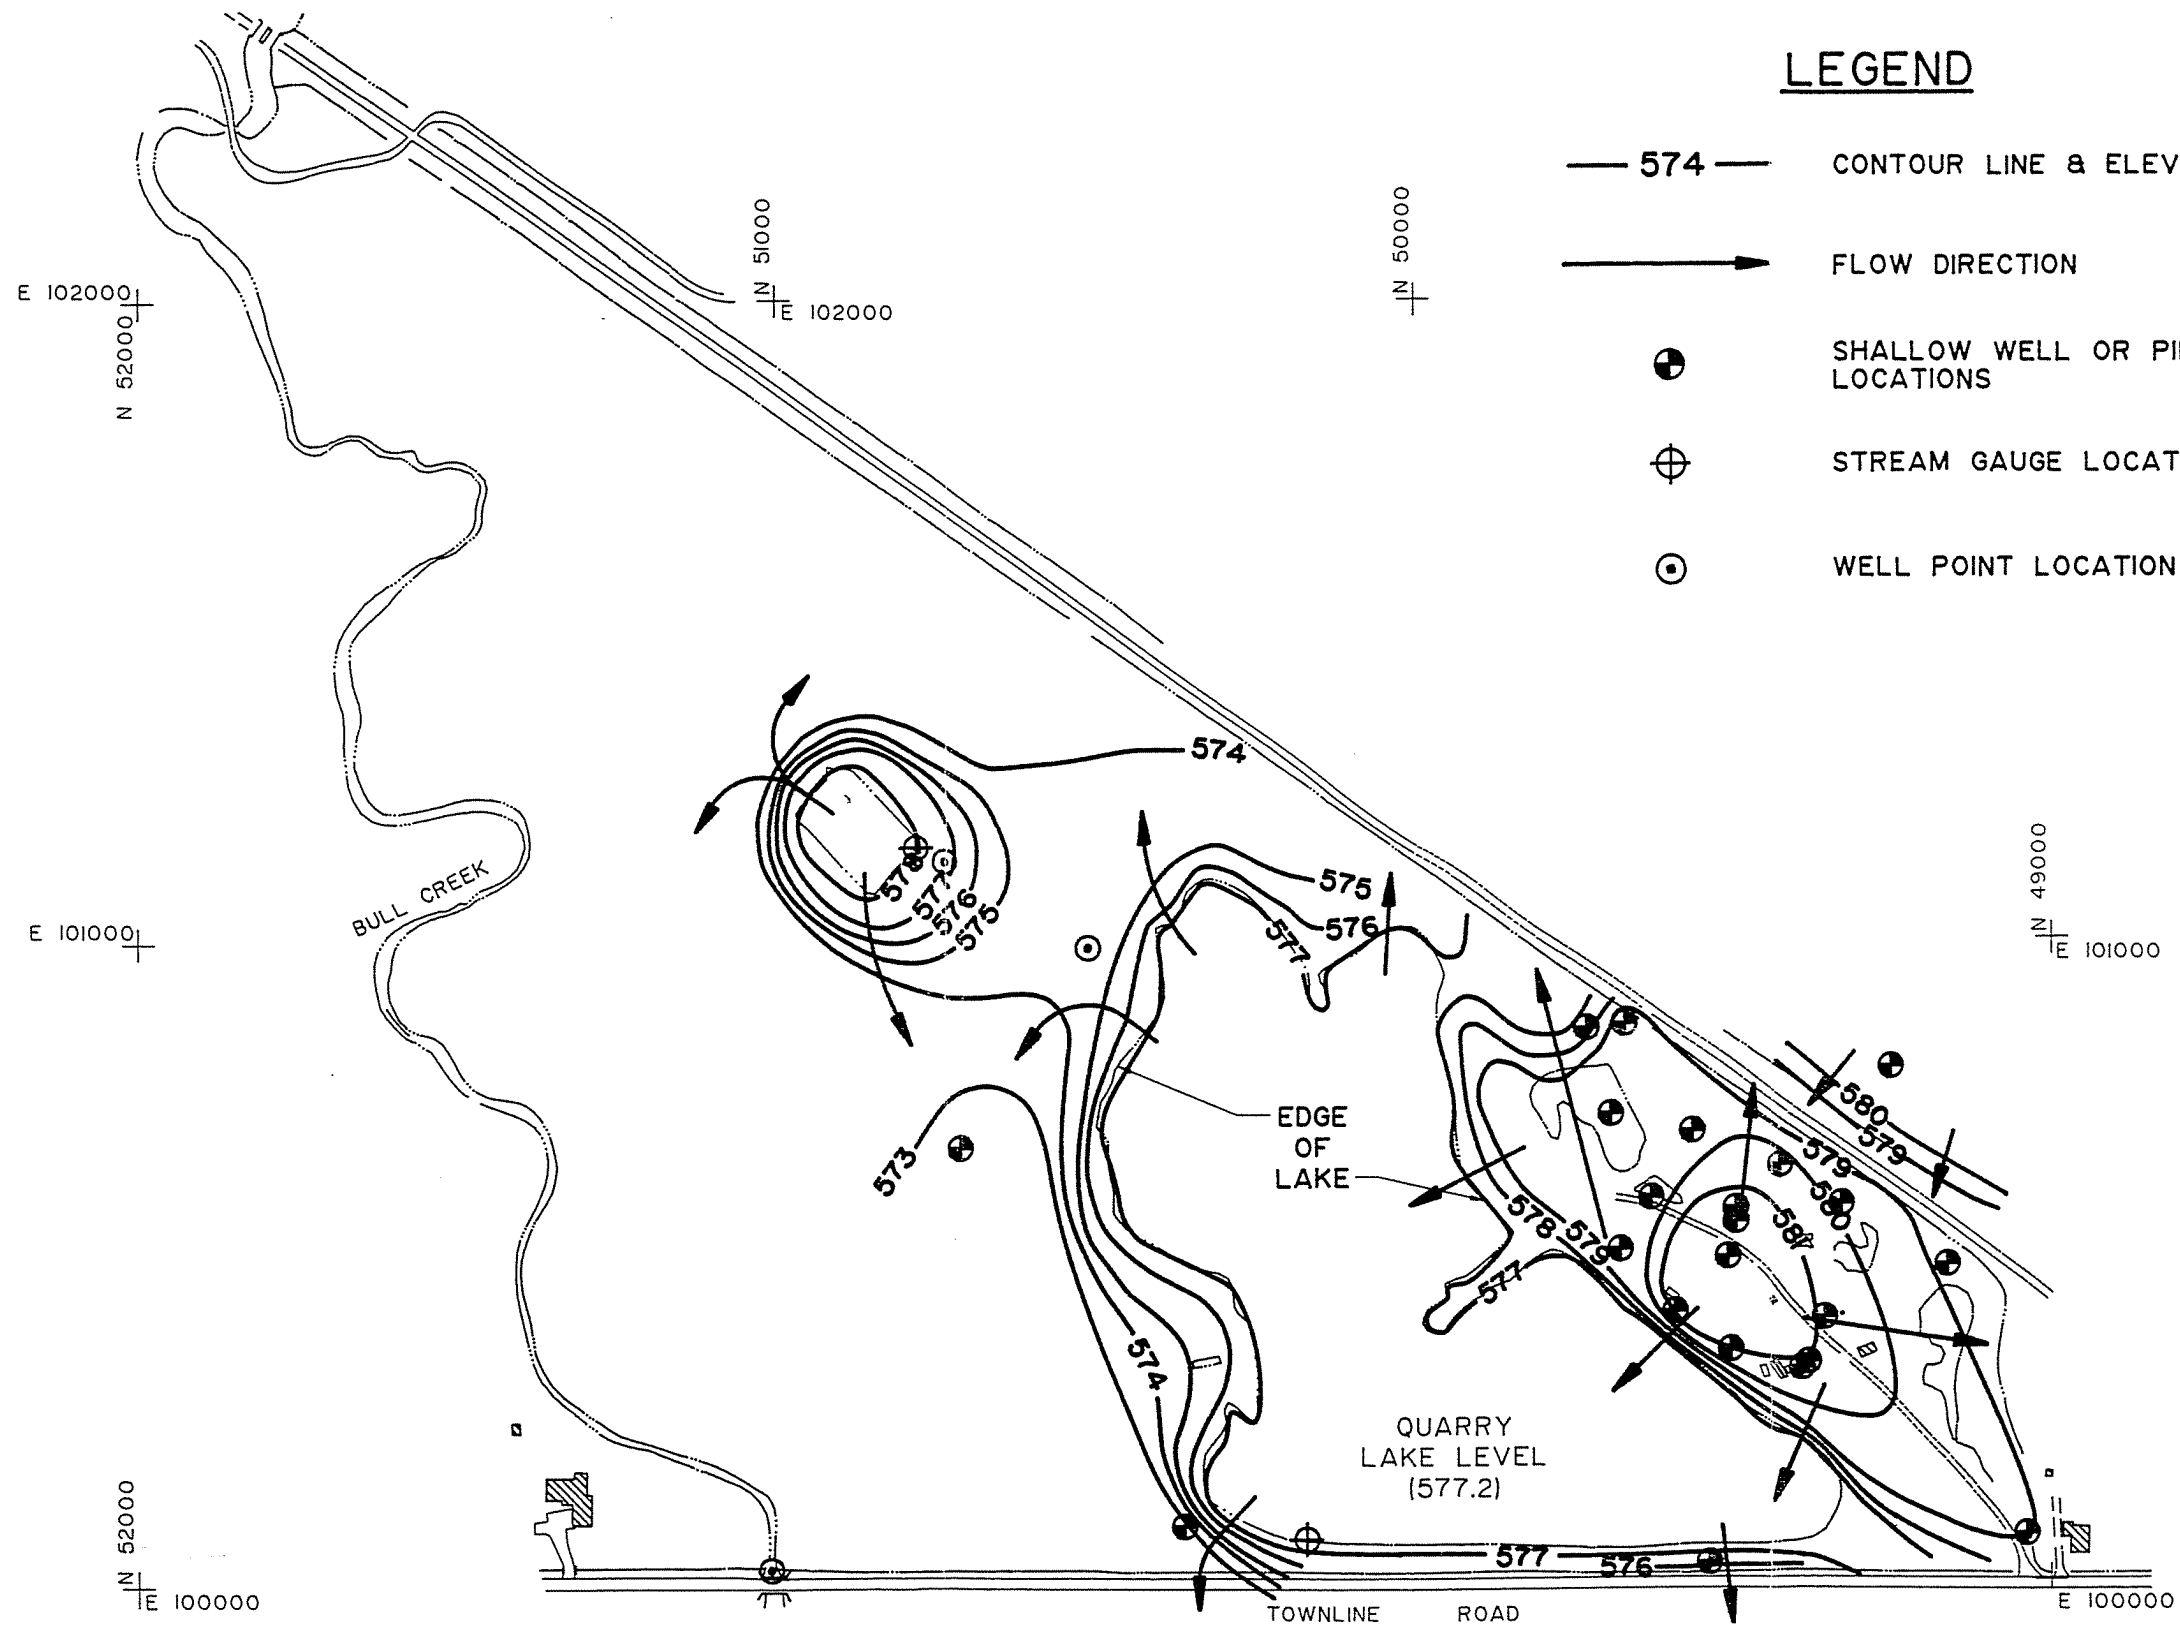 LEGEND
574
CONTOUR LINE & ELEV
FLOW DIRECTION
SHALLOW WELL OR PI
LOCATIONS
STREAM GAUGE LOCAT
WELL POINT LOCATION
E 102000
N 52000
N 51000
E 102000
N 50000
574
578
577
576
575
575
576
577
BULL CREEK
E 101000
N 49000
E 101000
573
EDGE
OF
LAKE
580
579
579
580
581
578
579
577
574
QUARRY
LAKE LEVEL
(577.2)
577
576
N 52000
E 100000
TOWNLINE ROAD
E 100000